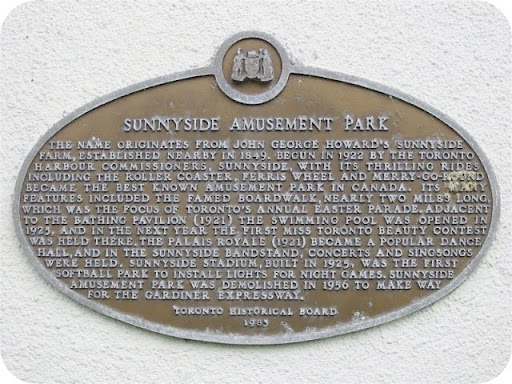 SUNNYSIDE AMUSEMENT PARK
THE NAME ORIGINATES FROM JOHN GEORGE HOWARD'S SUNNYSIDE
FARM, ESTABLISHED NEARBY IN 1849. BEGUN IN 1922 BY THE TORONTO
HARBOUR COMMISSIONERS, SUNNYSIDE, WITH ITS THRILLING RIDES
INCLUDING THE ROLLER COASTER, FERRIS WHEEL AND MERRY-GO-ROUND
BECAME THE BEST KNOWN AMUSEMENT PARK IN CANADA. ITS MANY
FEATURES INCLUDED THE FAMED BOARDWALK, NEARLY TWO MILES LONG,
WHICH WAS THE FOCUS OF TORONTO'S ANNUAL EASTER PARADE. ADJACENT
TO THE BATHING PAVILION (1921) THE SWIMMING POOL WAS OPENED IN
1925, AND IN THE NEXT YEAR THE FIRST MISS TORONTO BEAUTY CONTEST
WAS HELD THERE. THE PALAIS ROYALE (1921) BECAME A POPULAR DANCE
HALL, AND IN THE SUNNYSIDE BANDSTAND, CONCERTS AND SINGSONGS
WERE HELD. SUNNYSIDE STADIUM, BUILT IN 1925, WAS THE FIRST
SOFTBALL PARK TO INSTALL LIGHTS FOR NIGHT GAMES. SUNNYSIDE
AMUSEMENT PARK WAS DEMOLISHED IN 1956 TO MAKE WAY
FOR THE GARDINER EXPRESSWAY.
TORONTO HISTORICAL BOARD
1983